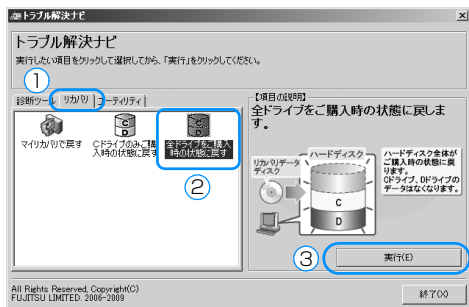 トラブル解決ナビ
トラブル解決ナビ
実行したい項目をクリックして選択してから、「実行」をクリックしてください。
①
診断ツール リカバリ ユーティリティ
マイリカバリで戻す
Cドライブのみご購入時の状態に戻す
全ドライブをご購入時の状態に戻す
②
【項目の説明】
全ドライブをご購入時の状態に戻しま
す。
リカバリデータ
ディスク
ハードディスク
C
D
ハードディスク全体が
ご購入時の状態に戻
ります。
Cドライブ、Dドライブの
データはなくなります。
③
実行(E)
All Rights Reserved, Copyright(C)
FUJITSU LIMITED. 2006-2009
終了(X)